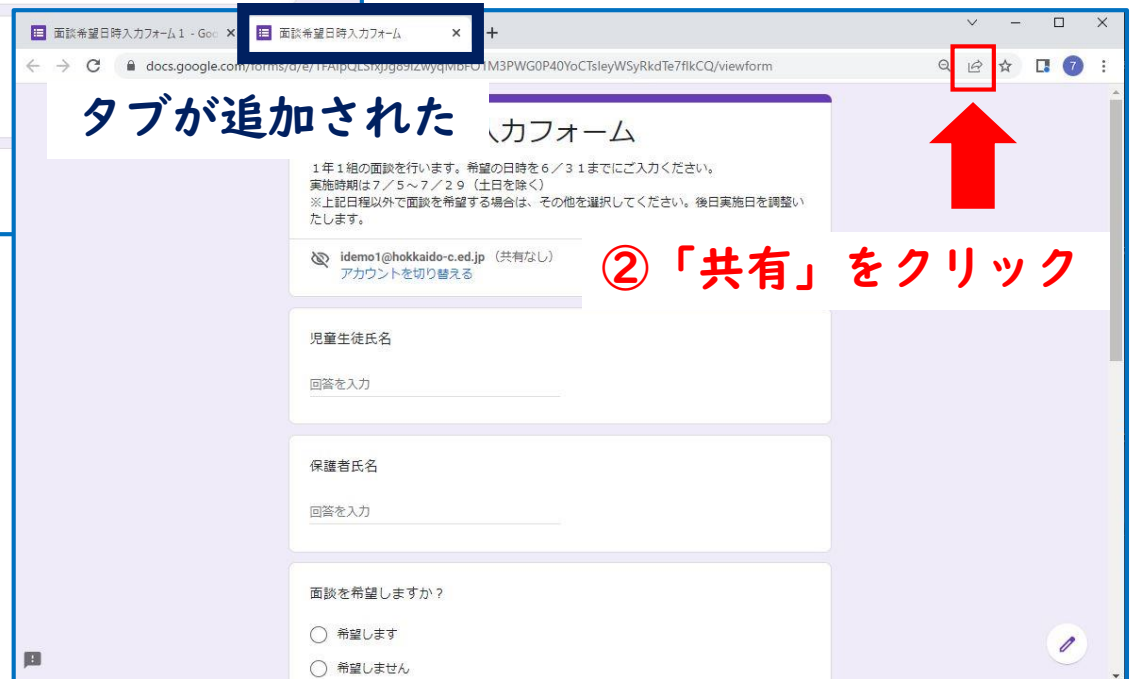 面談希望日時入力フォーム1 - Goo
面談希望日時入力フォーム
タブが追加された
入力フォーム
1年1組の面談を行います。希望の日時を6／31までにご入力ください。
実施時期は7／5～7／29（土日を除く）
※上記日程以外で面談を希望する場合は、その他を選択してください。後日実施日を調整い
たします。
idemo1@hokkaido-c.ed.jp （共有なし）
アカウントを切り替える
②「共有」をクリック
児童生徒氏名
回答を入力
保護者氏名
回答を入力
面談を希望しますか？
希望します
希望しません
7